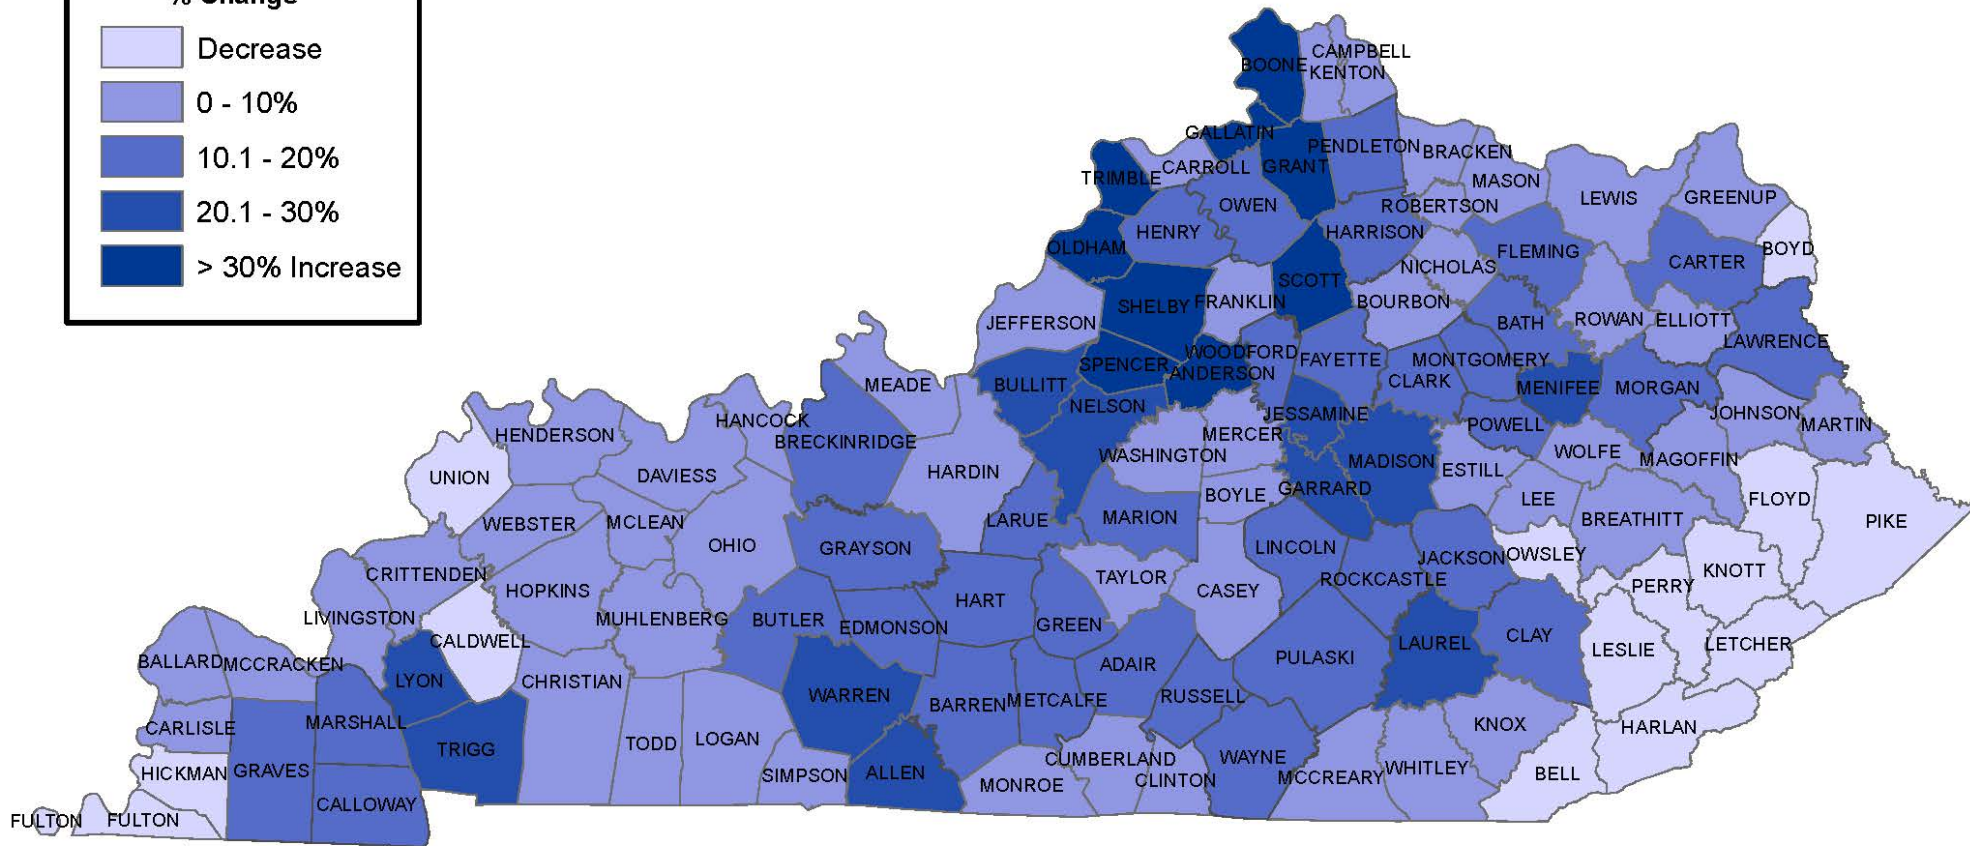 % Change
Decrease
0 - 10%
10.1 - 20%
20.1 - 30%
> 30% Increase
BOONE
CAMPBELL
KENTON
GALLATIN
GRANT
PENDLETON
BRACKEN
TRIMBLE
CARROLL
MASON
OWEN
ROBERTSON
LEWIS
GREENUP
OLDHAM
HENRY
HARRISON
FLEMING
BOYD
CARTER
NICHOLAS
SCOTT
SHELBY
FRANKLIN
BOURBON
JEFFERSON
BATH
ROWAN
ELLIOTT
LAWRENCE
WOODFORD
FAYETTE
MONTGOMERY
SPENCER
ANDERSON
CLARK
MENIFEE
MORGAN
BULLITT
MEADE
NELSON
JESSAMINE
JOHNSON
MARTIN
HANCOCK
POWELL
HENDERSON
BRECKINRIDGE
MERCER
WASHINGTON
MADISON
WOLFE
MAGOFFIN
ESTILL
UNION
DAVIESS
HARDIN
GARRARD
BOYLE
LEE
FLOYD
WEBSTER
MCLEAN
LARUE
MARION
BREATHITT
PIKE
OHIO
GRAYSON
LINCOLN
JACKSON
OWSLEY
CRITTENDEN
TAYLOR
ROCKCASTLE
PERRY
KNOTT
HOPKINS
CASEY
HART
LIVINGSTON
MUHLENBERG
BUTLER
EDMONSON
GREEN
CALDWELL
LAUREL
CLAY
LESLIE
LETCHER
BALLARD
MCCRACKEN
ADAIR
PULASKI
LYON
CHRISTIAN
WARREN
BARREN
METCALFE
RUSSELL
CARLISLE
MARSHALL
KNOX
HARLAN
TRIGG
TODD
LOGAN
CUMBERLAND
WAYNE
HICKMAN
GRAVES
SIMPSON
ALLEN
MONROE
CLINTON
MCCREARY
WHITLEY
BELL
CALLOWAY
FULTON
FULTON